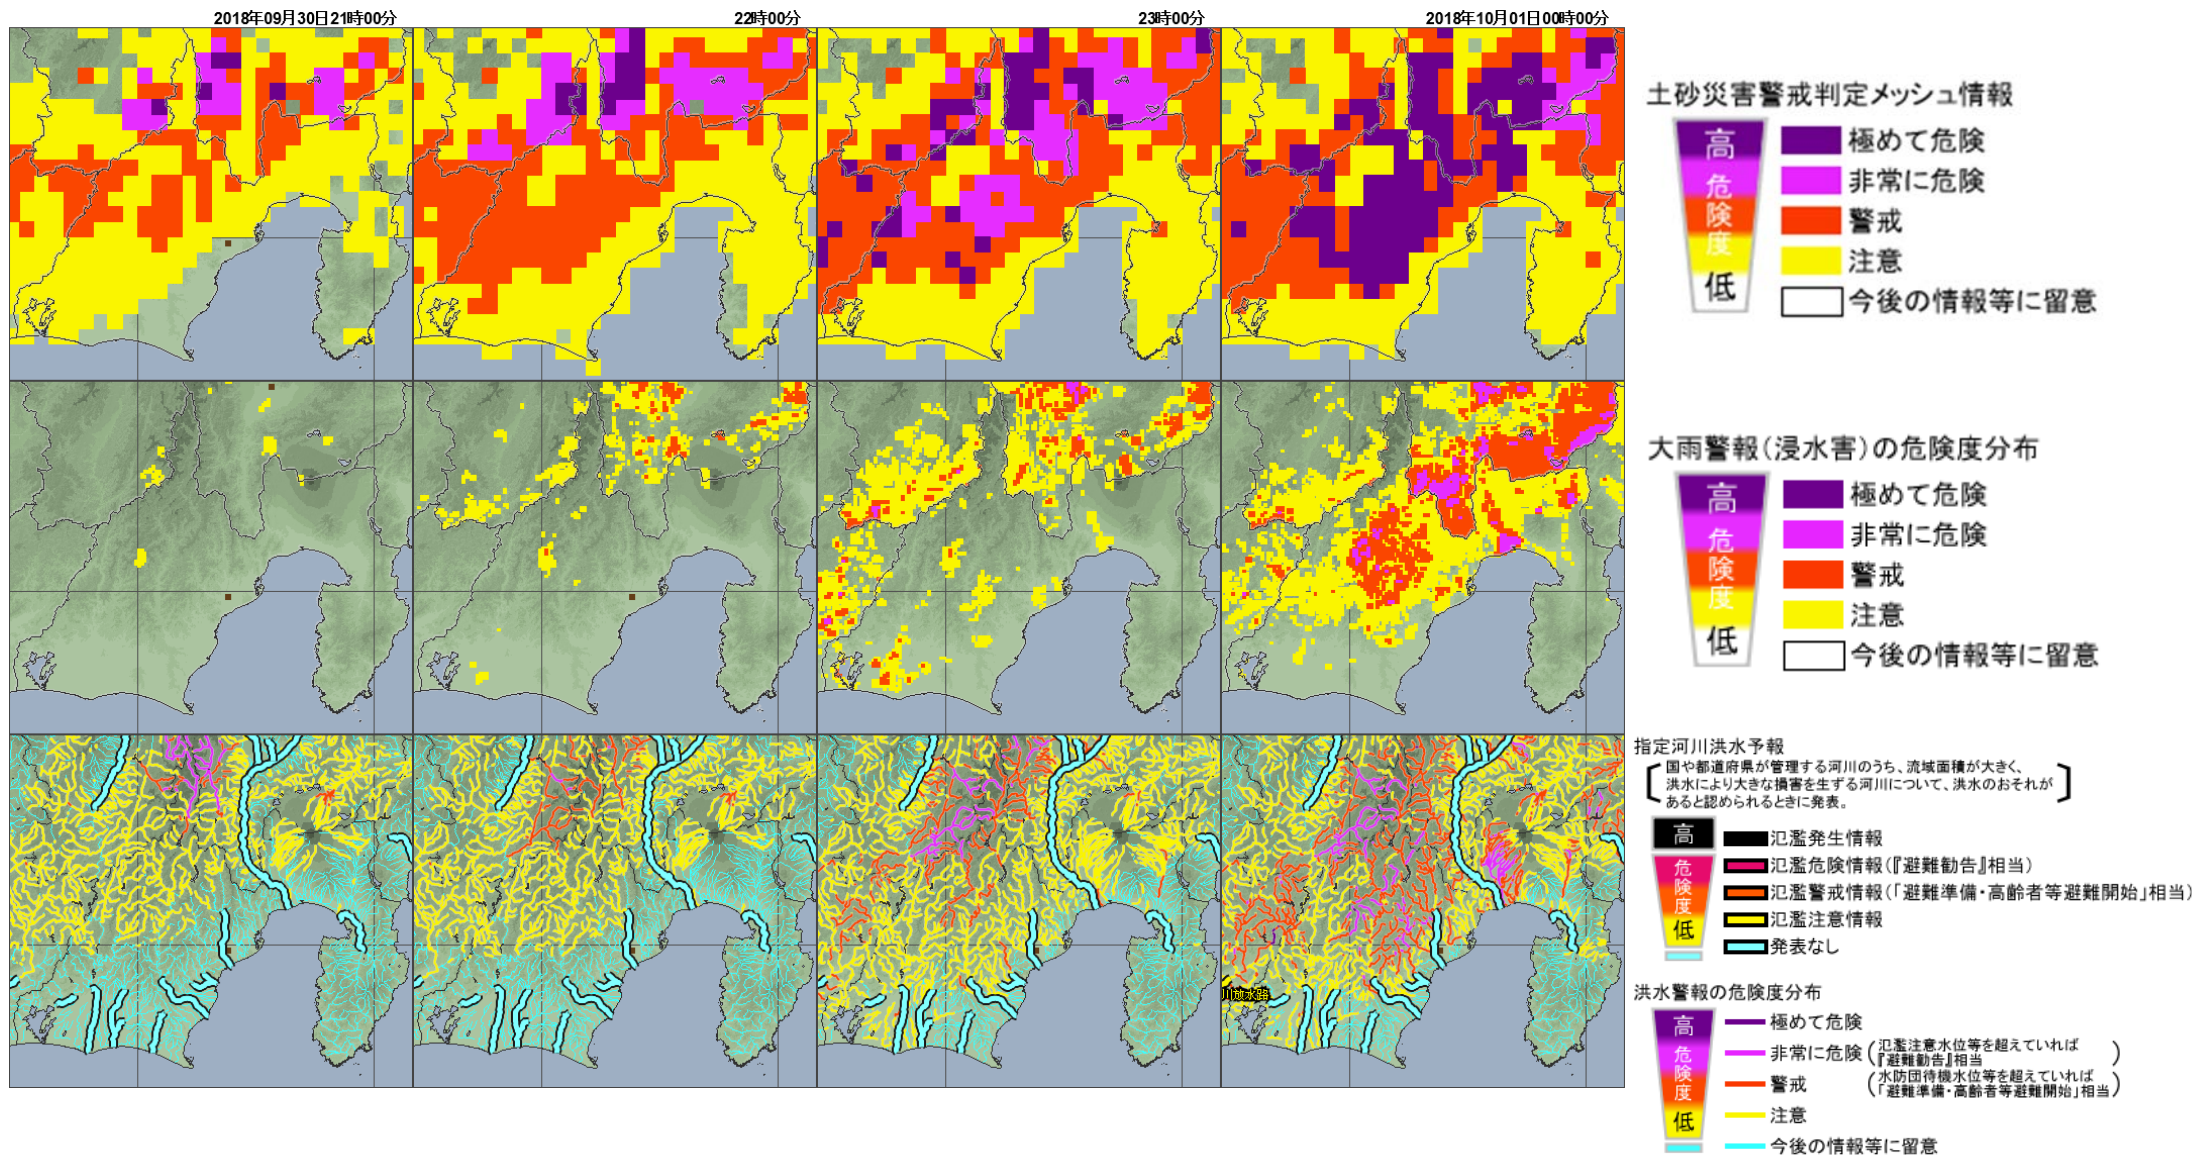 2018年09月30日21時00分
22時00分
23時00分
2018年10月01日00時00分
土砂災害警戒判定メッシュ情報
高
危
険
度
低
極めて危険
非常に危険
警戒
注意
今後の情報等に留意
大雨警報(浸水害)の危険度分布
高
危
険
度
低
極めて危険
非常に危険
警戒
注意
今後の情報等に留意
指定河川洪水予報
国や都道府県が管理する河川のうち、流域面積が大きく、
洪水により大きな損害を生ずる河川について、洪水のおそれが
あると認められるときに発表。
高
危
険
度
低
氾濫発生情報
氾濫危険情報(『避難勧告』相当)
氾濫警戒情報(「避難準備・高齢者等避難開始」相当)
氾濫注意情報
発表なし
川放水路
洪水警報の危険度分布
高
危
険
度
低
極めて危険
非常に危険(氾濫注意水位等を超えていれば
『避難勧告』相当)
警戒(水防団待機水位等を超えていれば
「避難準備・高齢者等避難開始」相当)
注意
今後の情報等に留意